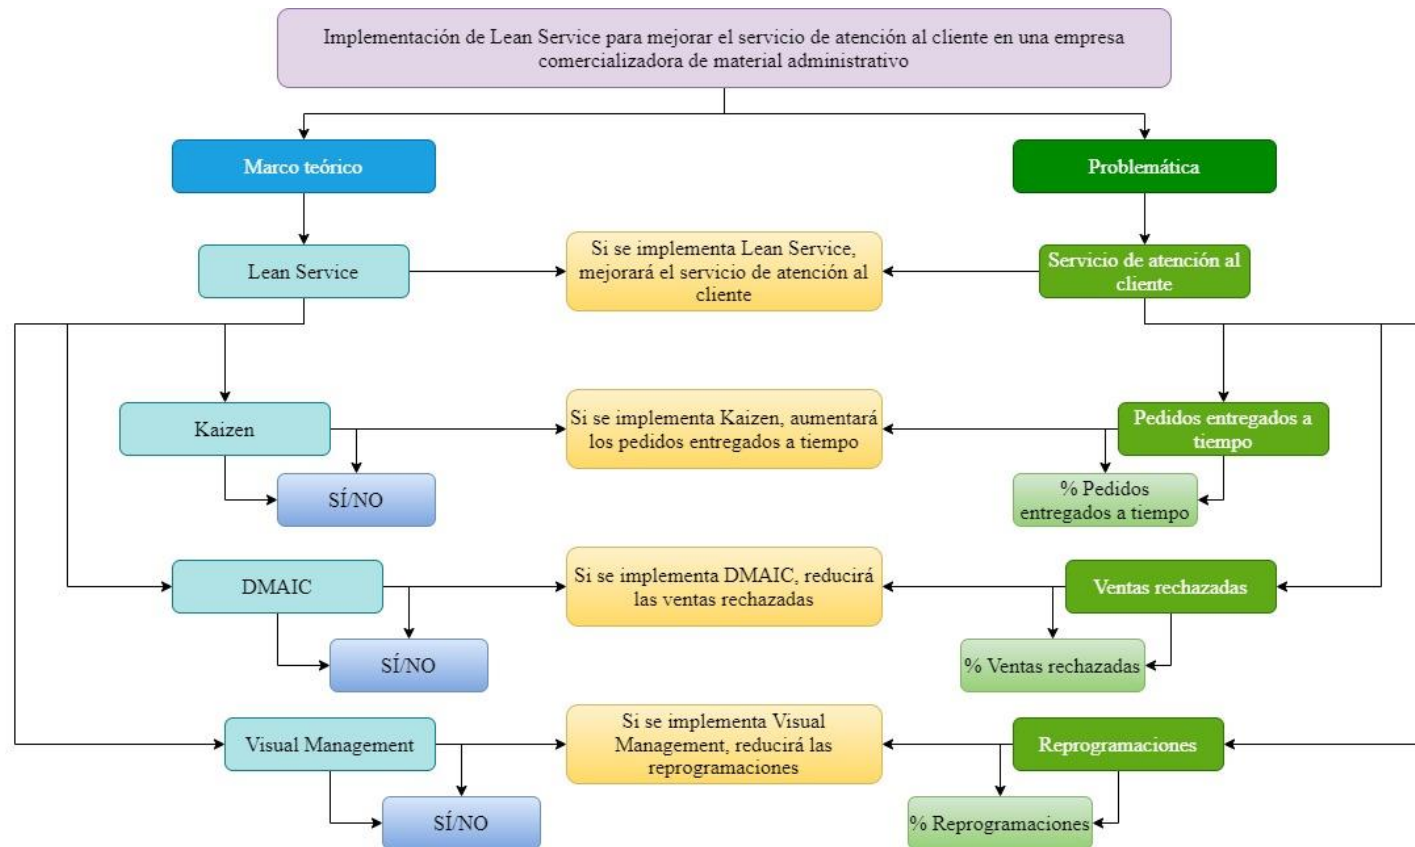 Implementación de Lean Service para mejorar el servicio de atención al cliente en una empresa
comercializadora de material administrativo
Marco teórico
Problemática
Lean Service
Si se implementa Lean Service,
mejorará el servicio de atención al
cliente
Servicio de atención al
cliente
Kaizen
Si se implementa Kaizen, aumentará
los pedidos entregados a tiempo
Pedidos entregados a
tiempo
SÍ/NO
% Pedidos
entregados a tiempo
DMAIC
Si se implementa DMAIC, reducirá
las ventas rechazadas
Ventas rechazadas
SÍ/NO
% Ventas rechazadas
Visual Management
Si se implementa Visual
Management, reducirá las
reprogramaciones
Reprogramaciones
SÍ/NO
% Reprogramaciones